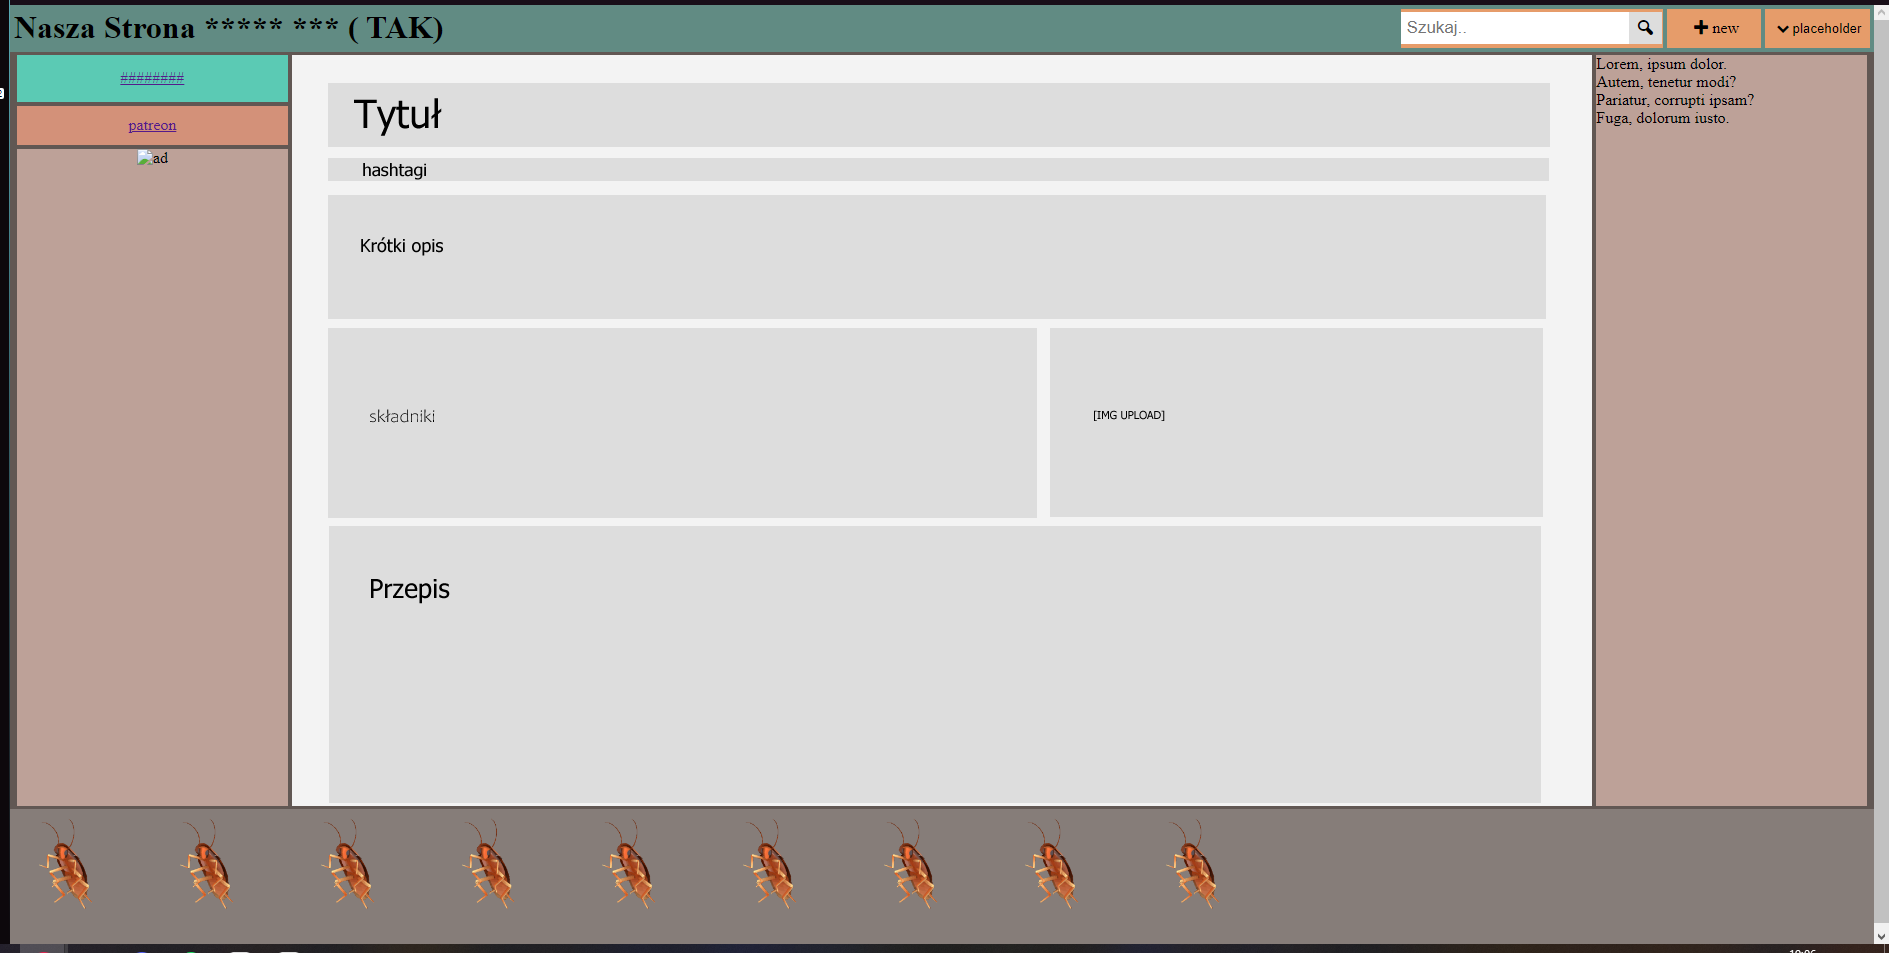 Nasza Strona ***** *** ( TAK)
Szukaj..
new
placeholder
########
patreon
ad
Tytuł
hashtagi
Krótki opis
składniki
[IMG UPLOAD]
Przepis
Lorem, ipsum dolor.
Autem, tenetur modi?
Pariatur, corrupti ipsam?
Fuga, dolorum iusto.